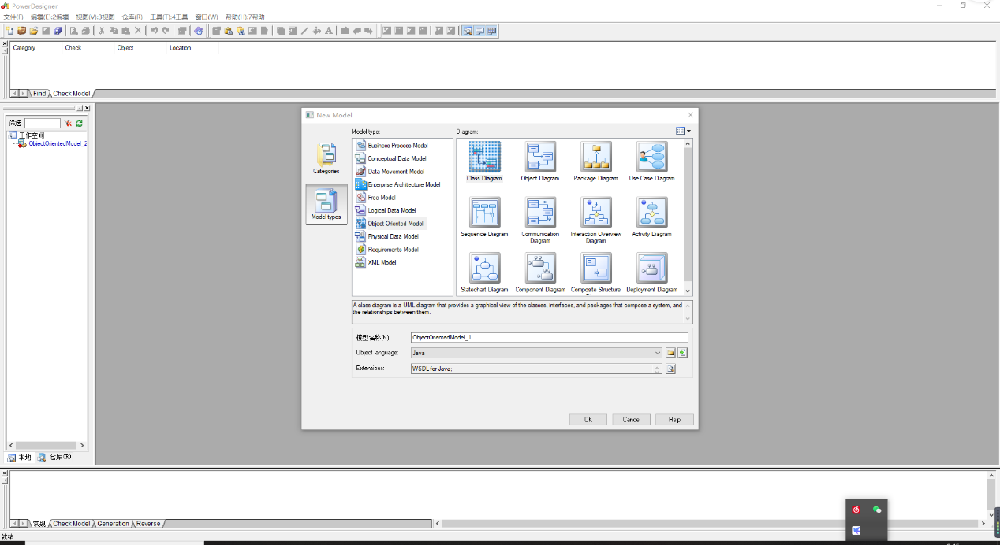 PowerDesigner
文件(F) 编辑(E):2编辑 视图(V):3视图 仓库(R) 工具(T):4工具 窗口(W) 帮助(H):7帮助
Category Check Object Location
Find Check Model
筛选
工作空间
ObjectOrientedModel_2
本地 仓库(R)
New Model
Model type:
Diagram:
Categories
Model types
Business Process Model
Conceptual Data Model
Data Movement Model
Enterprise Architecture Model
Free Model
Logical Data Model
Object-Oriented Model
Physical Data Model
Requirements Model
XML Model
Class Diagram Object Diagram Package Diagram Use Case Diagram
Sequence Diagram Communication Diagram Interaction Overview Diagram Activity Diagram
Statechart Diagram Component Diagram Composite Structure Deployment Diagram
A class diagram is a UML diagram that provides a graphical view of the classes, interfaces, and packages that compose a system, and
the relationships between them.
模型名称(N) ObjectOrientedModel_1
Object language: Java
Extensions: WSDL for Java;
OK Cancel Help
常规 Check Model Generation Reverse
就绪